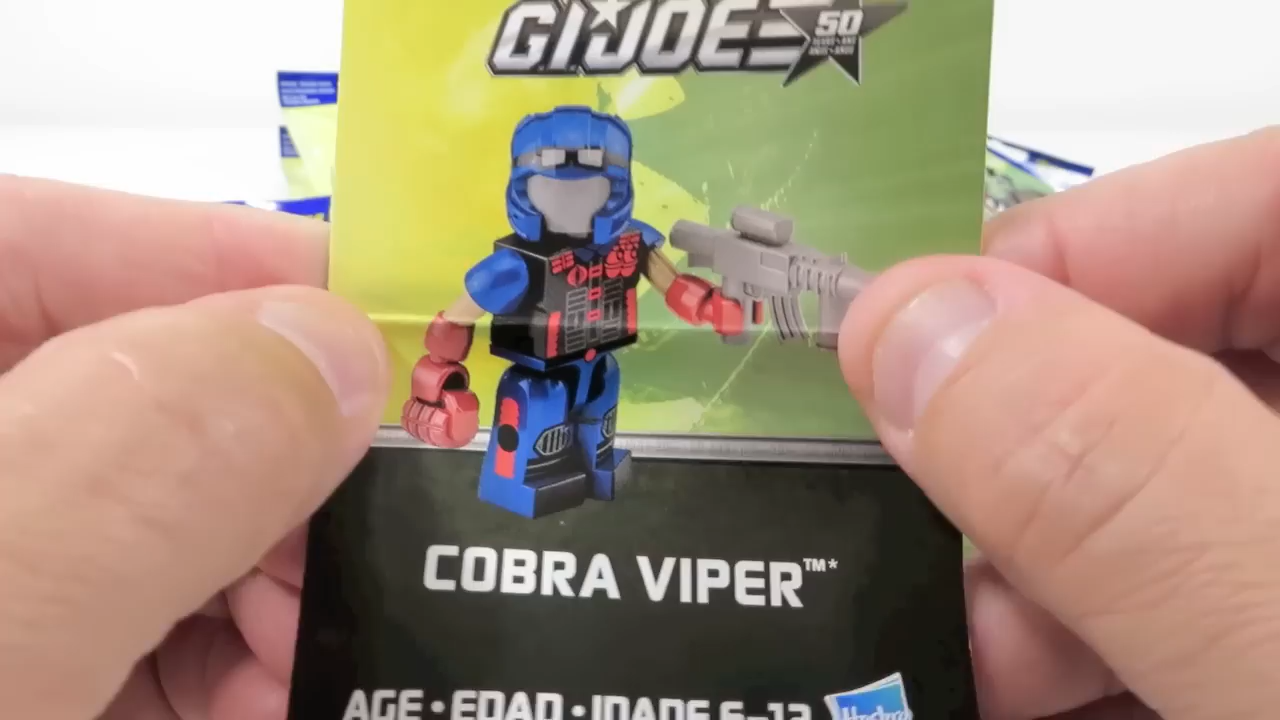 G.I. JOE 50
COBRA VIPER™*
AGE • EDAD • IDADE 6–12
Hasbro